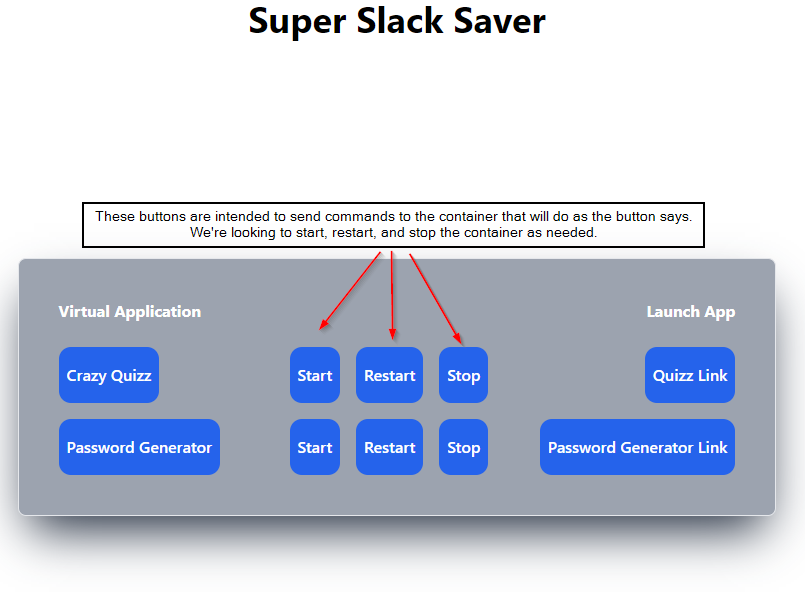 Super Slack Saver
These buttons are intended to send commands to the container that will do as the button says.
We're looking to start, restart, and stop the container as needed.
Virtual Application
Launch App
Crazy Quizz
Start
Restart
Stop
Quizz Link
Password Generator
Start
Restart
Stop
Password Generator Link